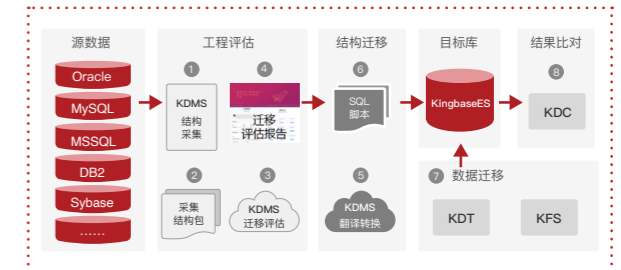 源数据
Oracle
MySQL
MSSQL
DB2
Sybase
……
工程评估
1
KDMS
结构
采集
4
迁移
评估报告
2
采集
结构包
3
KDMS
迁移评估
结构迁移
6
SQL
脚本
5
KDMS
翻译转换
目标库
KingbaseES
结果比对
8
KDC
7 数据迁移
KDT
KFS